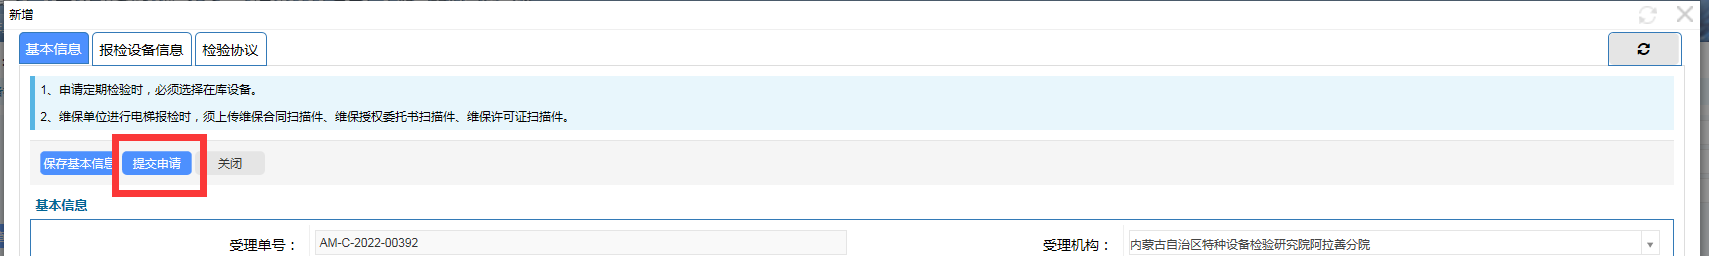 新增
基本信息 报检设备信息 检验协议
1、申请定期检验时，必须选择在库设备。
2、维保单位进行电梯报检时，须上传维保合同扫描件、维保授权委托书扫描件、维保许可证扫描件。
保存基本信息 提交申请 关闭
基本信息
受理单号： AM-C-2022-00392 受理机构： 内蒙古自治区特种设备检验研究院阿拉善分院